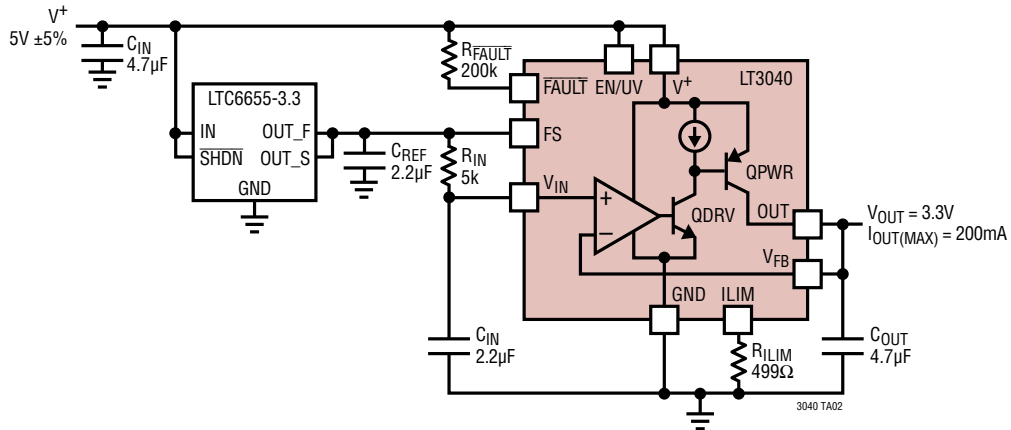 V+
5V ±5%
CIN
4.7µF
LTC6655-3.3
IN
SHDN
OUT_F
OUT_S
GND
CREF
2.2µF
RFAULT
200k
RIN
5k
CIN
2.2µF
LT3040
FAULT
EN/UV
V+
FS
VIN
+
–
QDRV
QPWR
OUT
VFB
GND
ILIM
RILIM
499Ω
VOUT = 3.3V
IOUT(MAX) = 200mA
COUT
4.7µF
3040 TA02